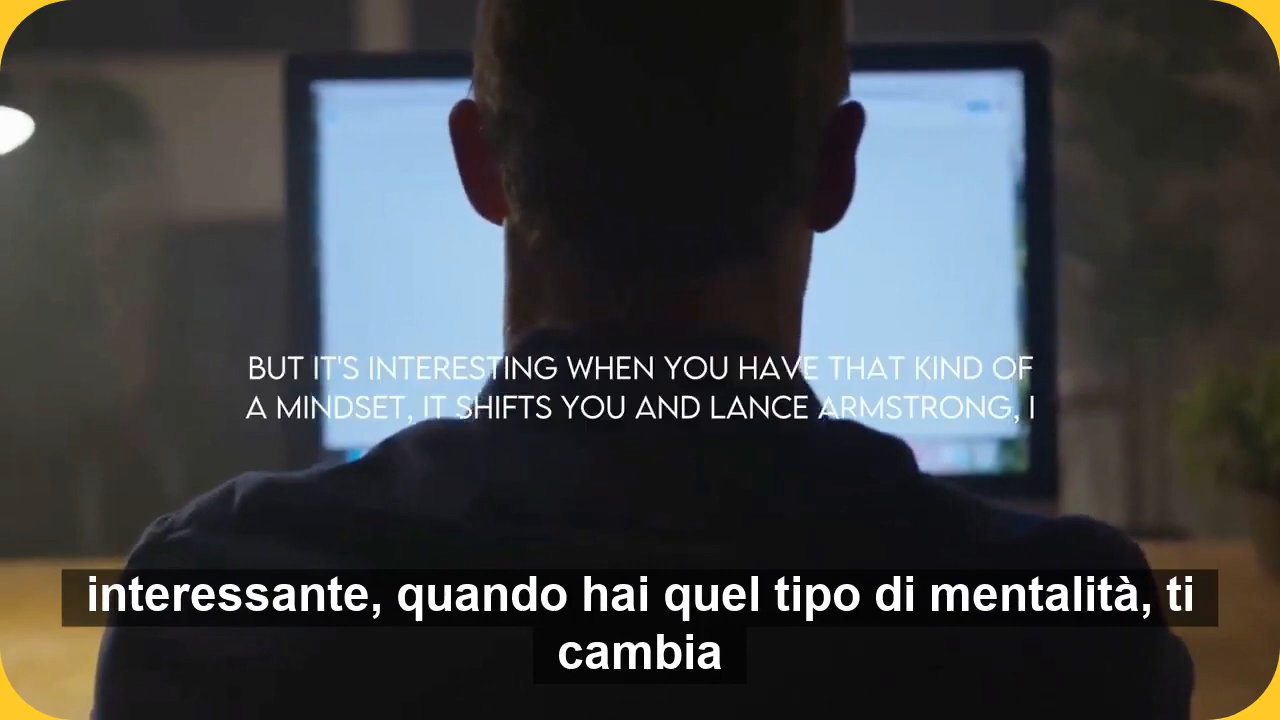 BUT IT'S INTERESTING WHEN YOU HAVE THAT KIND OF
A MINDSET, IT SHIFTS YOU AND LANCE ARMSTRONG, I
interessante, quando hai quel tipo di mentalità, ti
cambia